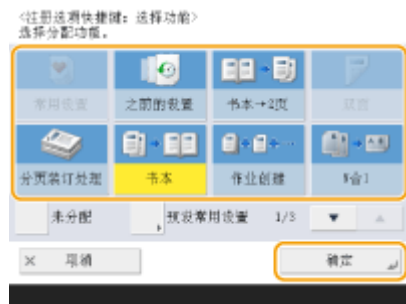 <注册选项快捷键: 选择功能>
选择分配功能。
常用设置
之前的设置
书本→2页
双面
分页装订处理
书本
作业创建
N合1
未分配
预设常用设置
1/3
× 取消
确定